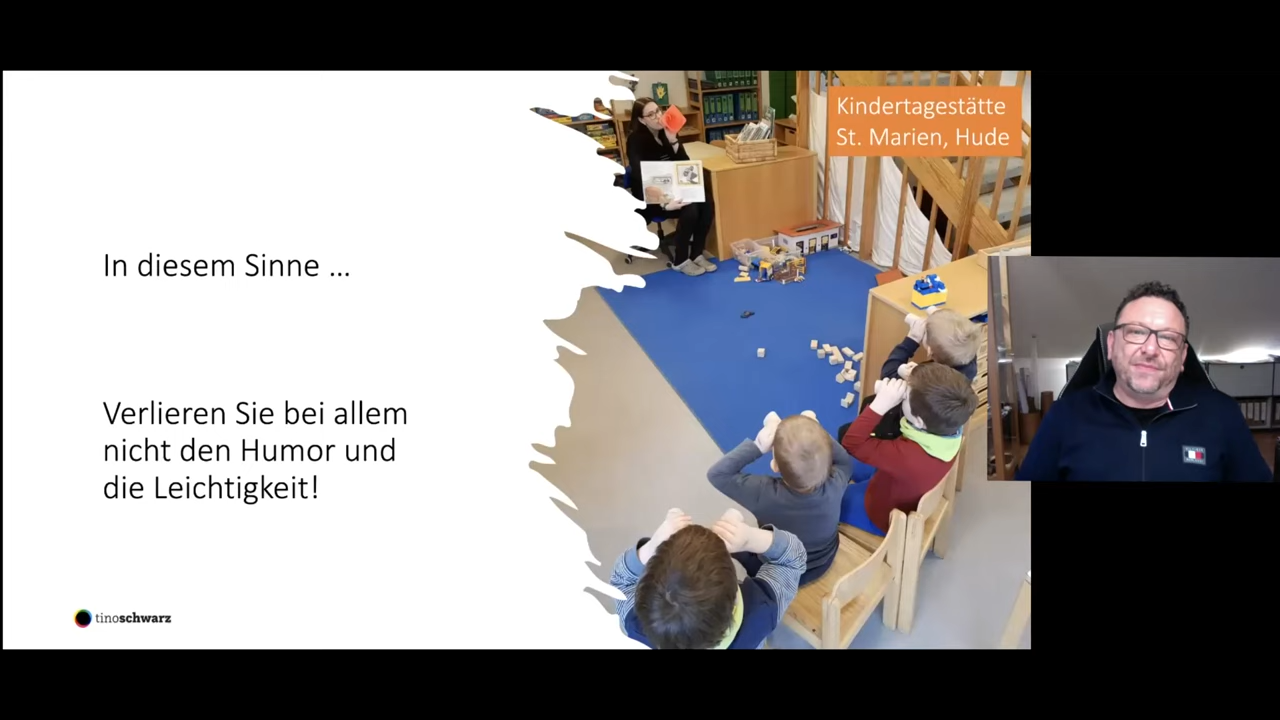 Kindertagestätte
St. Marien, Hude
In diesem Sinne ...
Verlieren Sie bei allem
nicht den Humor und
die Leichtigkeit!
tinoschwarz